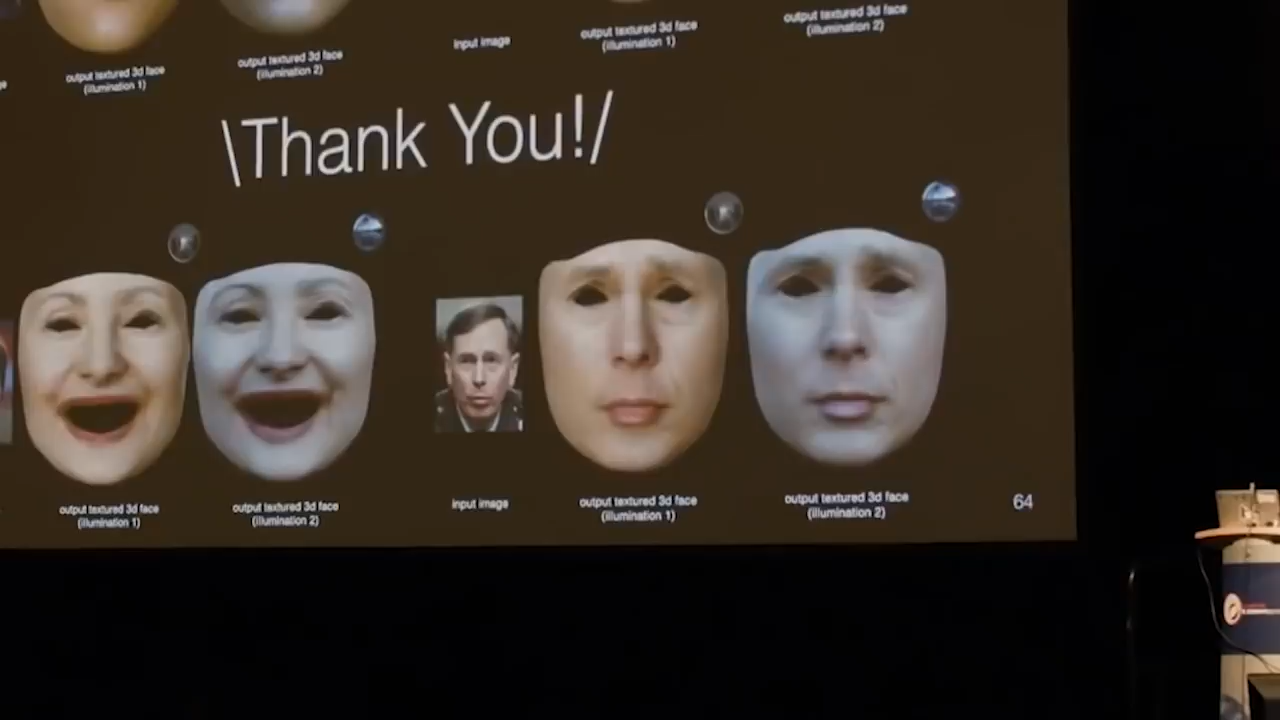 output textured 3d face
(illumination 1)
output textured 3d face
(illumination 2)
input image
output textured 3d face
(illumination 1)
output textured 3d face
(illumination 2)
\Thank You!/
output textured 3d face
(illumination 1)
output textured 3d face
(illumination 2)
input image
output textured 3d face
(illumination 1)
output textured 3d face
(illumination 2)
64